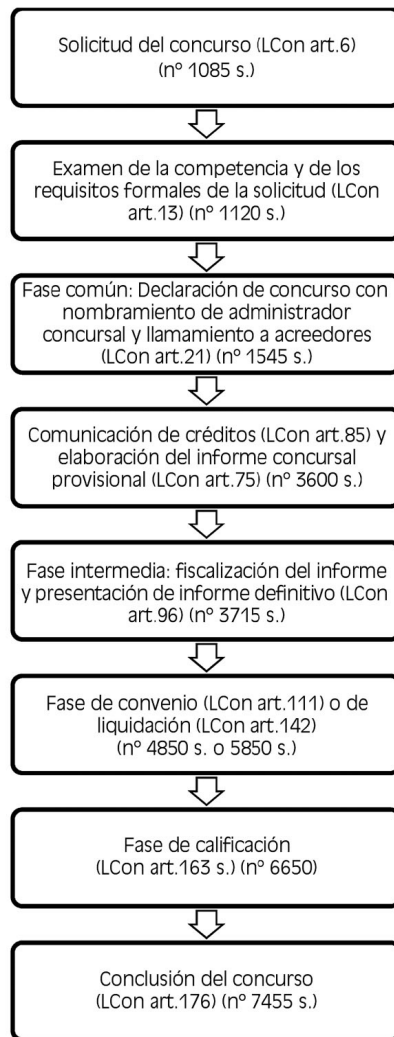 Solicitud del concurso (LCon art.6)
(nº 1085 s.)
Examen de la competencia y de los
requisitos formales de la solicitud (LCon
art.13) (nº 1120 s.)
Fase común: Declaración de concurso con
nombramiento de administrador
concursal y llamamiento a acreedores
(LCon art.21) (nº 1545 s.)
Comunicación de créditos (LCon art.85) y
elaboración del informe concursal
provisional (LCon art.75) (nº 3600 s.)
Fase intermedia: fiscalización del informe
y presentación de informe definitivo (LCon
art.96) (nº 3715 s.)
Fase de convenio (LCon art.111) o de
liquidación (LCon art.142)
(nº 4850 s. o 5850 s.)
Fase de calificación
(LCon art.163 s.) (nº 6650)
Conclusión del concurso
(LCon art.176) (nº 7455 s.)